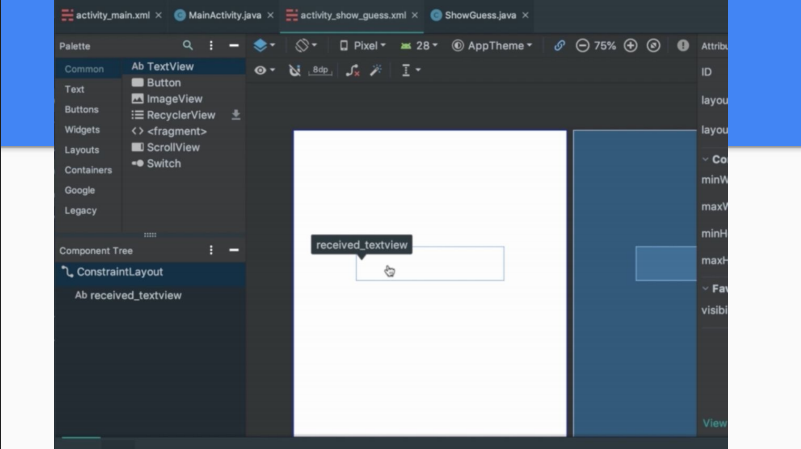 activity_main.xml × MainActivity.java × activity_show_guess.xml × ShowGuess.java ×
Palette
Pixel 28 AppTheme 75% Attribu
Common
Ab TextView
8dp
ID
Text
Button
Buttons
ImageView
layou
RecyclerView
Widgets
<> <fragment>
layou
Layouts
ScrollView
Containers
Switch
Co
Google
minW
Legacy
maxW
minH
Component Tree
received_textview
maxH
ConstraintLayout
Fav
Ab received_textview
visibi
View